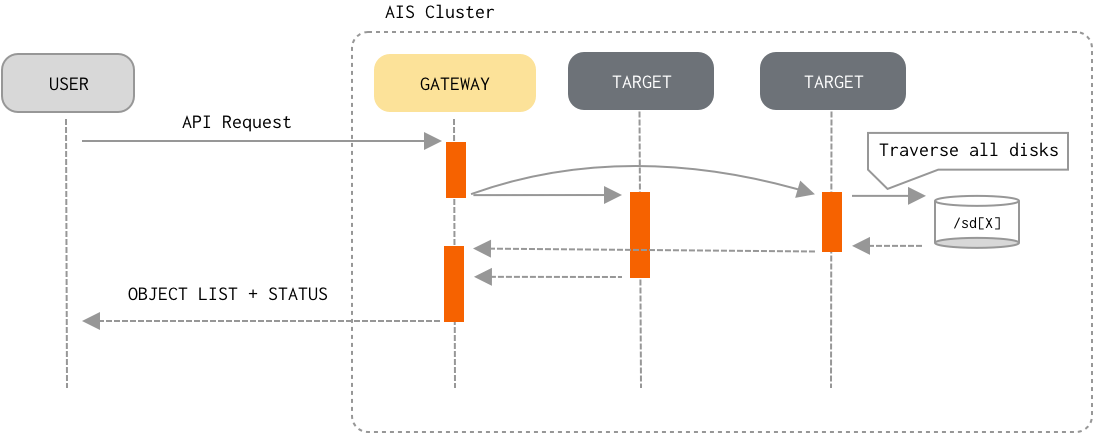 AIS Cluster
USER
GATEWAY
TARGET
TARGET
API Request
Traverse all disks
/sd[X]
OBJECT LIST + STATUS